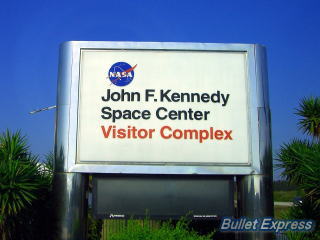 NASA
John F. Kennedy
Space Center
Visitor Complex
Bullet Express